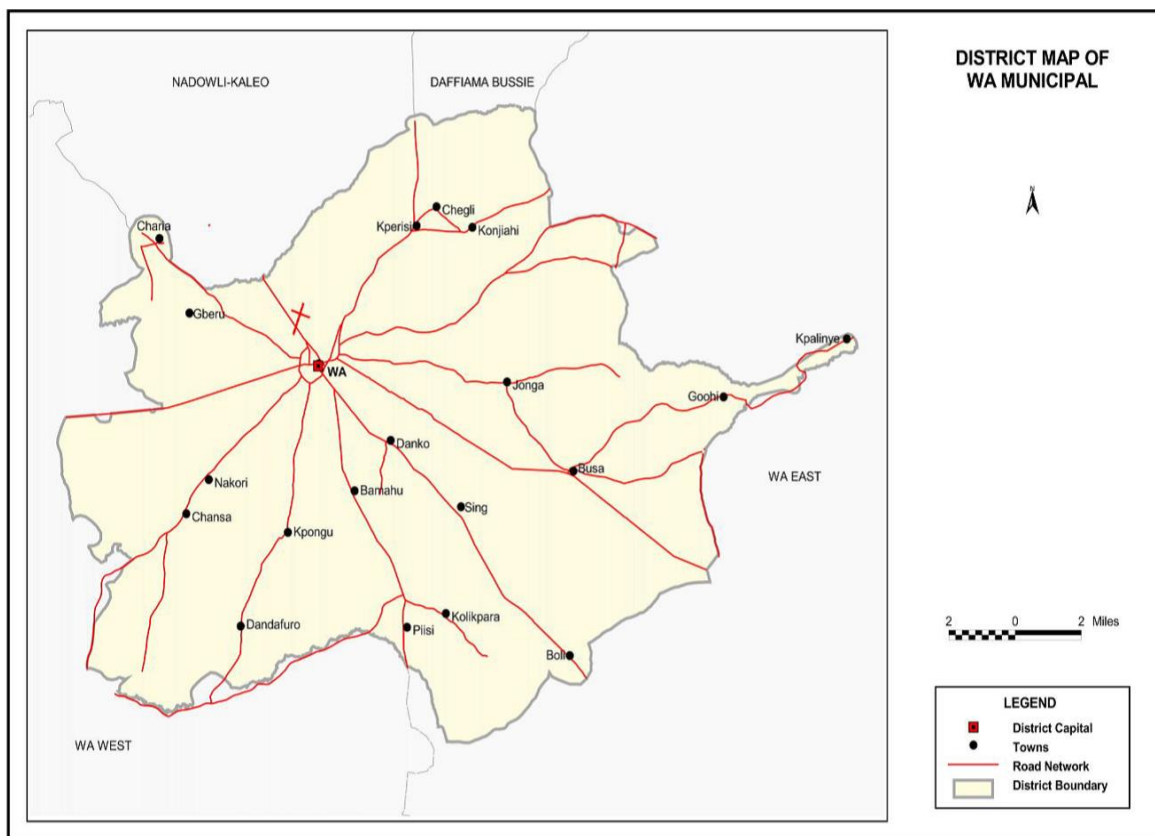 DISTRICT MAP OF
WA MUNICIPAL
NADOWLI-KALEO
DAFFIAMA BUSSIE
N
Chegli
Kperisi
Konjiahi
Charia
Gberu
Kpalinye
WA
Jonga
Goohi
Danko
Busa
WA EAST
Nakori
Bamahu
Sing
Chansa
Kpongu
Kolikpara
Dandafuro
Piisi
Boli
WA WEST
2 0 2 Miles
LEGEND
District Capital
Towns
Road Network
District Boundary